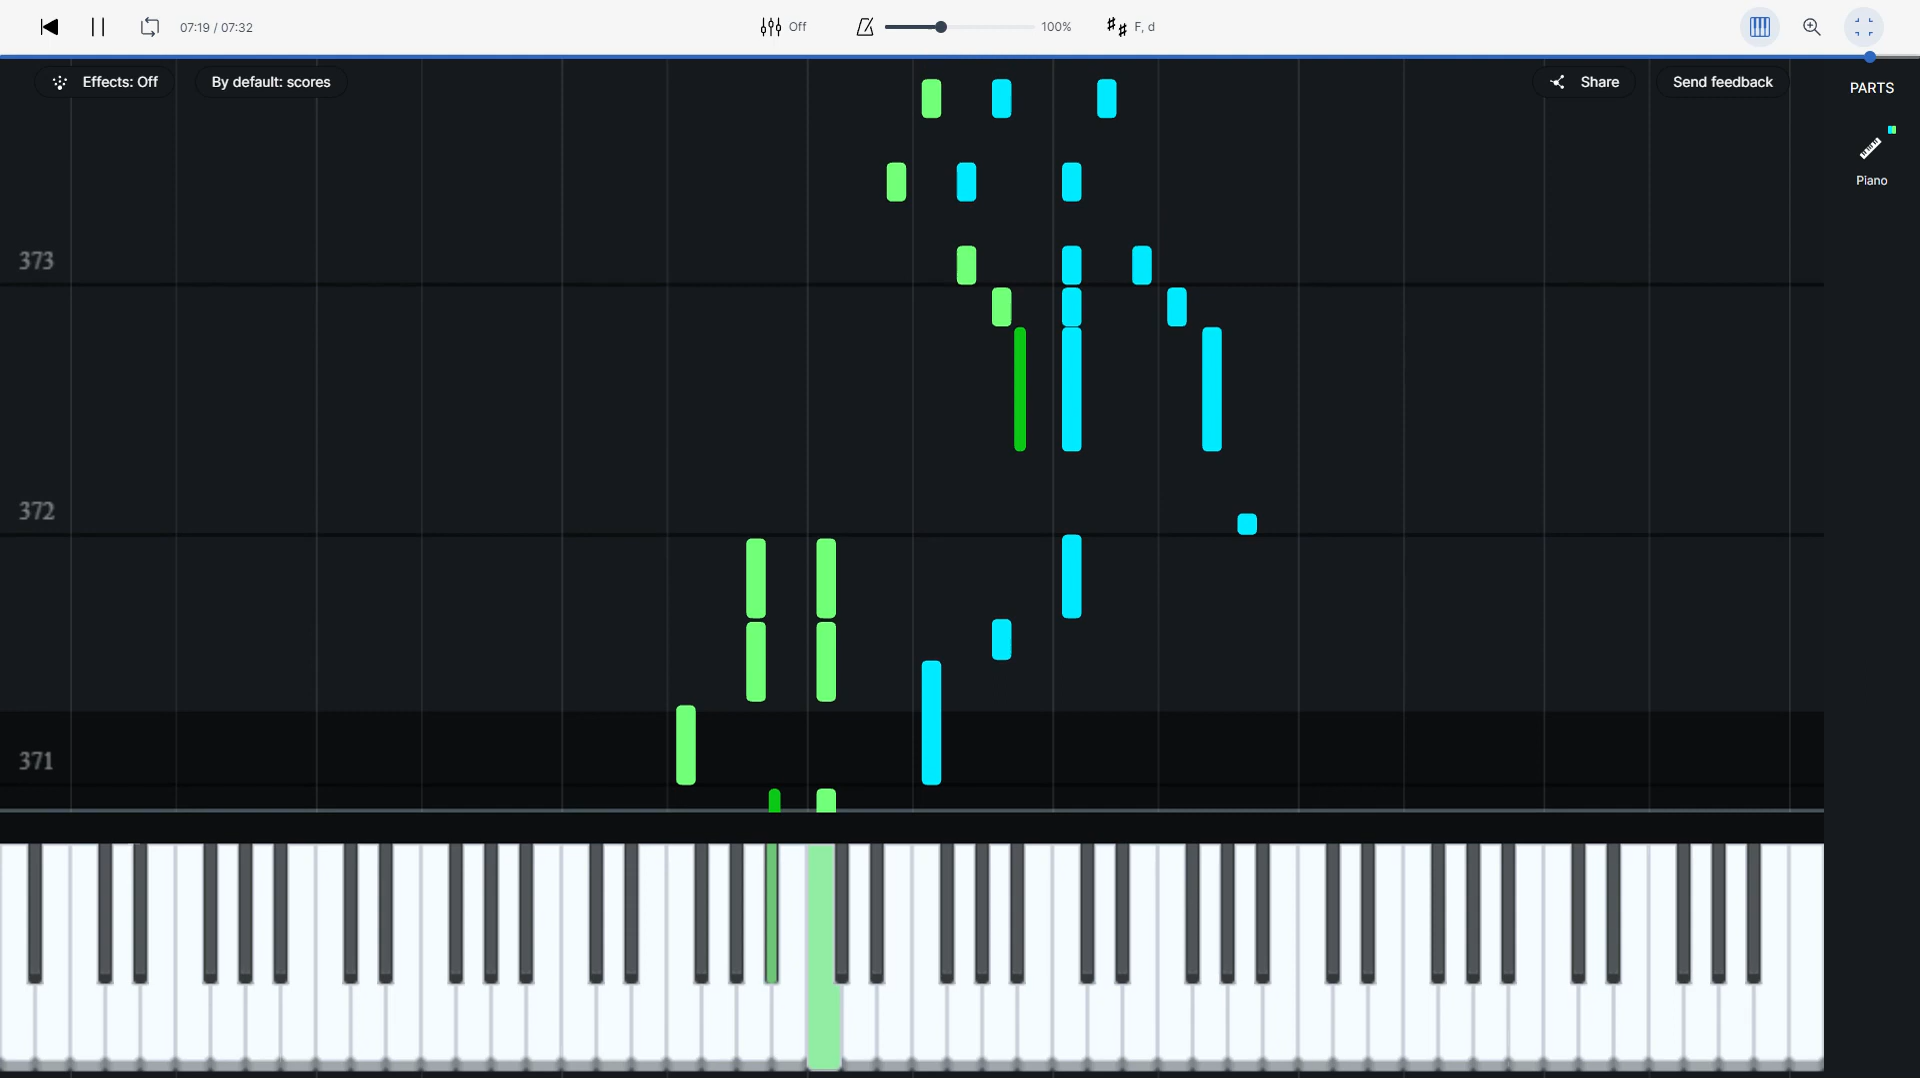 07:19 / 07:32
Off
100%
F, d
Effects: Off
By default: scores
Share
Send feedback
PARTS
Piano
373
372
371